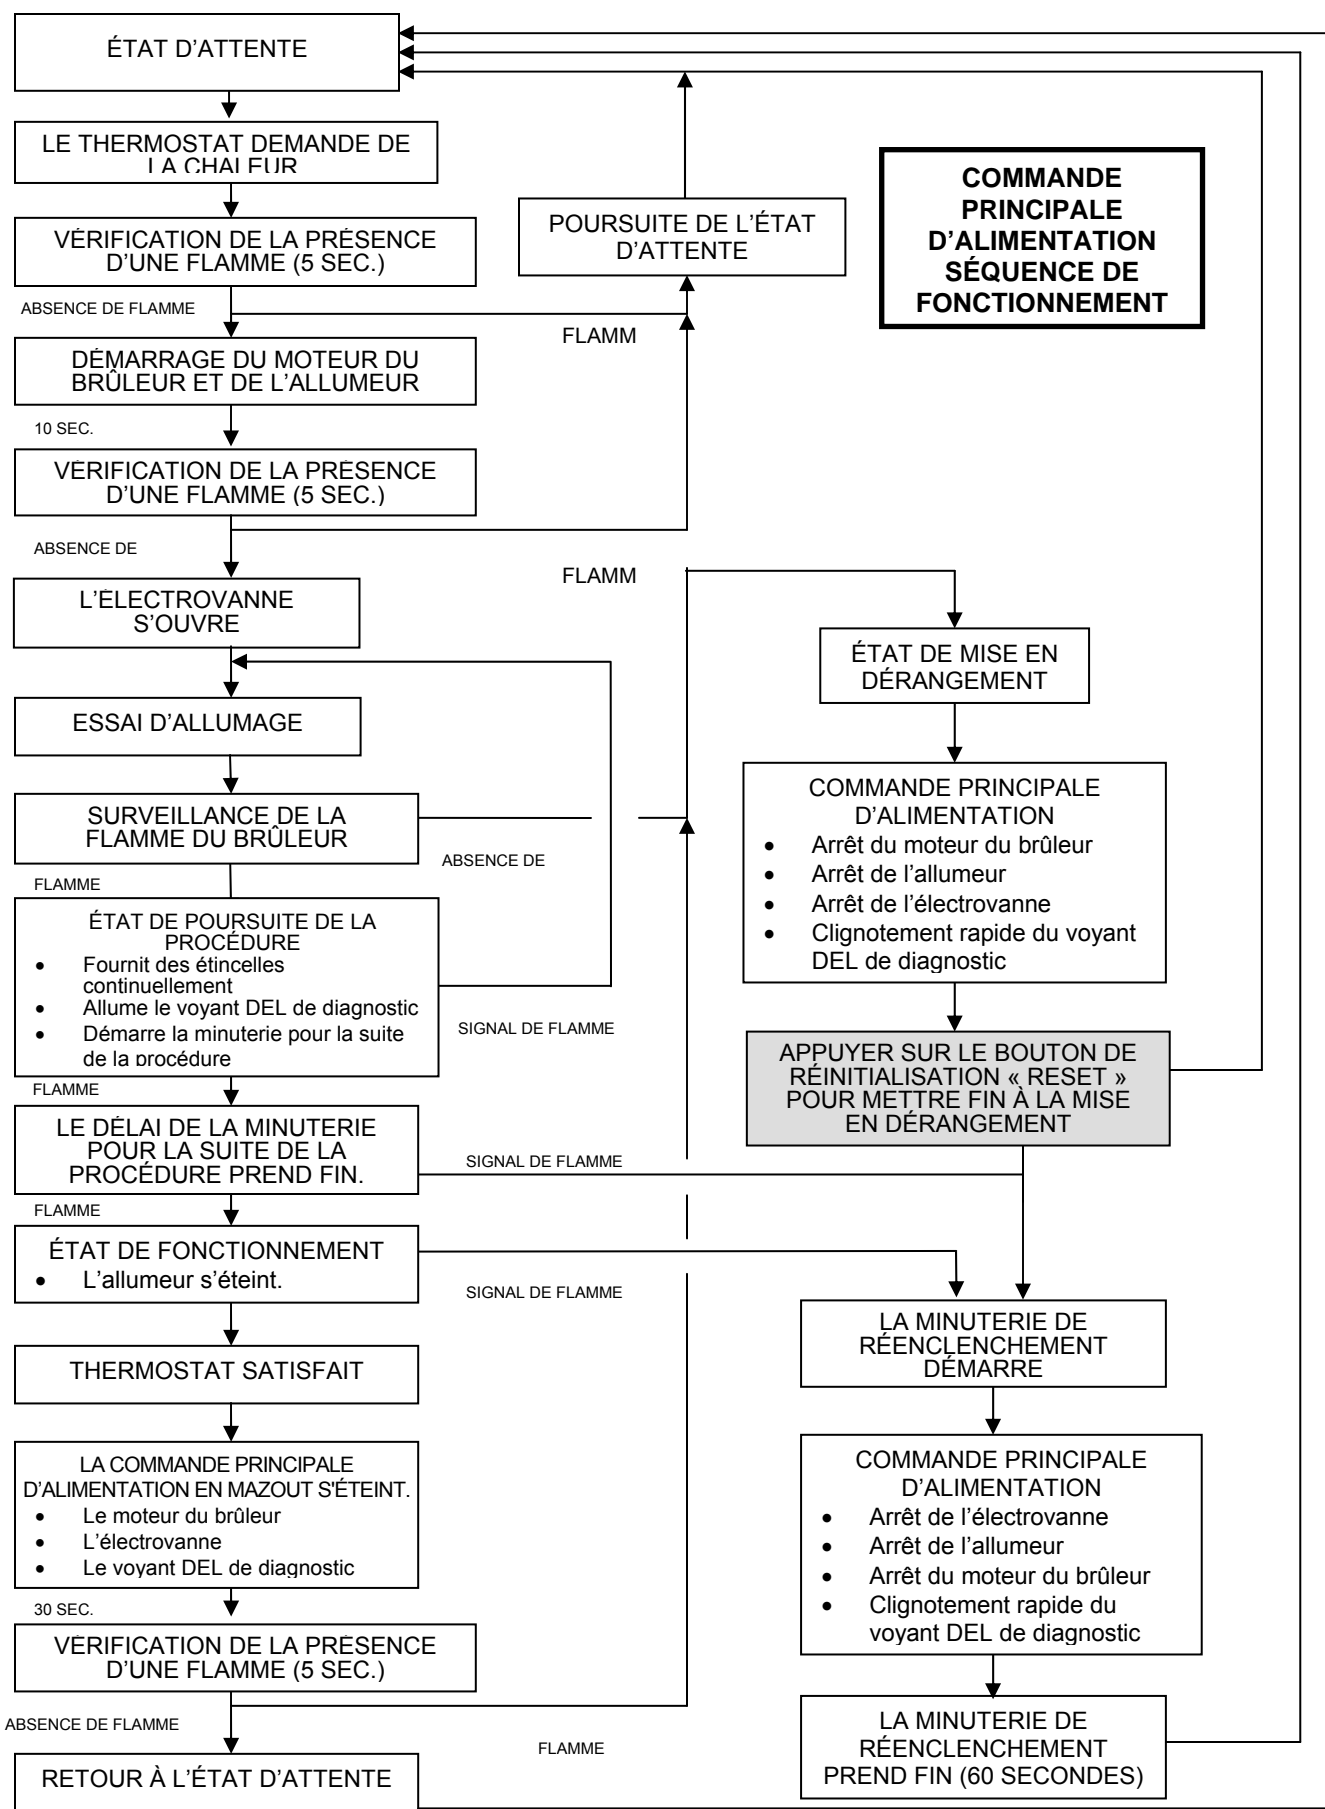 ÉTAT D'ATTENTE
LE THERMOSTAT DEMANDE DE
LA CHALEUR
VÉRIFICATION DE LA PRÉSENCE
D'UNE FLAMME (5 SEC.)
POURSUITE DE L'ÉTAT
D'ATTENTE
COMMANDE
PRINCIPALE
D'ALIMENTATION
SÉQUENCE DE
FONCTIONNEMENT
ABSENCE DE FLAMME
FLAMM
DÉMARRAGE DU MOTEUR DU
BRÛLEUR ET DE L'ALLUMEUR
10 SEC.
VÉRIFICATION DE LA PRÉSENCE
D'UNE FLAMME (5 SEC.)
ABSENCE DE
FLAMM
L'ÉLECTROVANNE
S'OUVRE
ÉTAT DE MISE EN
DÉRANGEMENT
ESSAI D'ALLUMAGE
SURVEILLANCE DE LA
FLAMME DU BRÛLEUR
ABSENCE DE
FLAMME
COMMANDE PRINCIPALE
D'ALIMENTATION
• Arrêt du moteur du brûleur
• Arrêt de l'allumeur
• Arrêt de l'électrovanne
• Clignotement rapide du voyant
DEL de diagnostic
ÉTAT DE POURSUITE DE LA
PROCÉDURE
• Fournit des étincelles
continuellement
• Allume le voyant DEL de diagnostic
• Démarre la minuterie pour la suite
de la procédure
SIGNAL DE FLAMME
APPUYER SUR LE BOUTON DE
RÉINITIALISATION « RESET »
POUR METTRE FIN À LA MISE
EN DÉRANGEMENT
FLAMME
LE DÉLAI DE LA MINUTERIE
POUR LA SUITE DE LA
PROCÉDURE PREND FIN.
SIGNAL DE FLAMME
FLAMME
ÉTAT DE FONCTIONNEMENT
• L'allumeur s'éteint.
SIGNAL DE FLAMME
LA MINUTERIE DE
RÉENCLENCHEMENT
DÉMARRE
THERMOSTAT SATISFAIT
LA COMMANDE PRINCIPALE
D'ALIMENTATION EN MAZOUT S'ÉTEINT.
• Le moteur du brûleur
• L'électrovanne
• Le voyant DEL de diagnostic
COMMANDE PRINCIPALE
D'ALIMENTATION
• Arrêt de l'électrovanne
• Arrêt de l'allumeur
• Arrêt du moteur du brûleur
• Clignotement rapide du
voyant DEL de diagnostic
30 SEC.
VÉRIFICATION DE LA PRÉSENCE
D'UNE FLAMME (5 SEC.)
ABSENCE DE FLAMME
FLAMME
LA MINUTERIE DE
RÉENCLENCHEMENT
PREND FIN (60 SECONDES)
RETOUR À L'ÉTAT D'ATTENTE